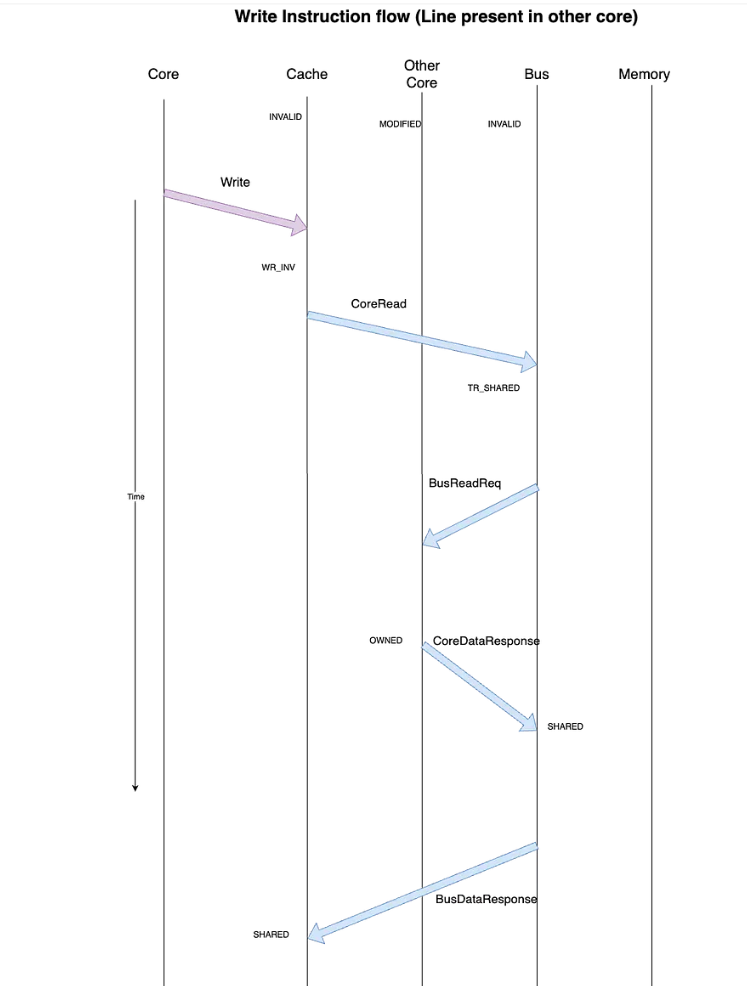 Write Instruction flow (Line present in other core)
Core
Cache
Other
Core
Bus
Memory
INVALID
MODIFIED
INVALID
Write
WR_INV
CoreRead
TR_SHARED
BusReadReq
Time
OWNED
CoreDataResponse
SHARED
BusDataResponse
SHARED